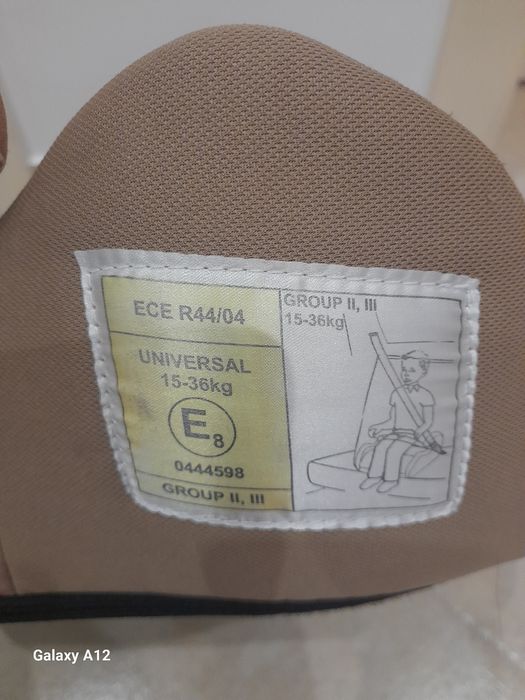 ECE R44/04
UNIVERSAL
15-36kg
E8
0444598
GROUP II, III
GROUP II, III
15-36kg
Galaxy A12